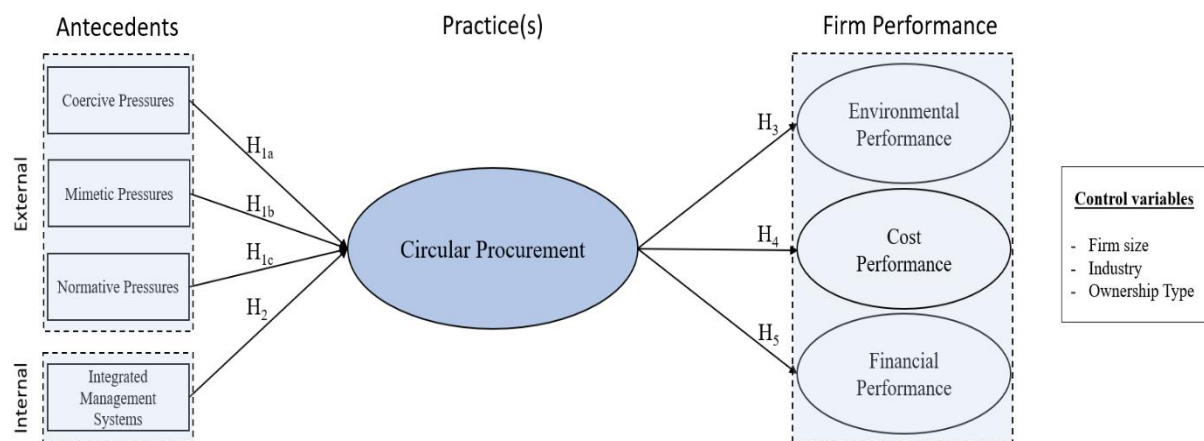 Antecedents
Practice(s)
Firm Performance
External
Coercive Pressures
Mimetic Pressures
Normative Pressures
Internal
Integrated
Management
Systems
H1a
H1b
H1c
H2
Circular Procurement
H3
H4
H5
Environmental
Performance
Cost
Performance
Financial
Performance
Control variables
- Firm size
- Industry
- Ownership Type